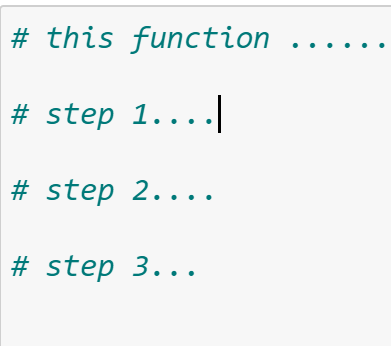 # this function ......
# step 1....
# step 2....
# step 3...